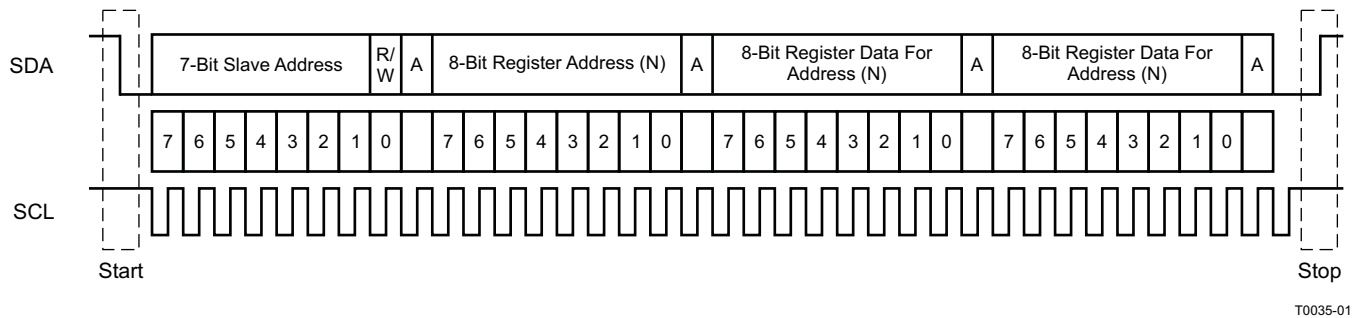 SDA
7-Bit Slave Address
R/
W
A
8-Bit Register Address (N)
A
8-Bit Register Data For
Address (N)
A
8-Bit Register Data For
Address (N)
A
7 6 5 4 3 2 1 0 7 6 5 4 3 2 1 0 7 6 5 4 3 2 1 0 7 6 5 4 3 2 1 0
SCL
Start
Stop
T0035-01